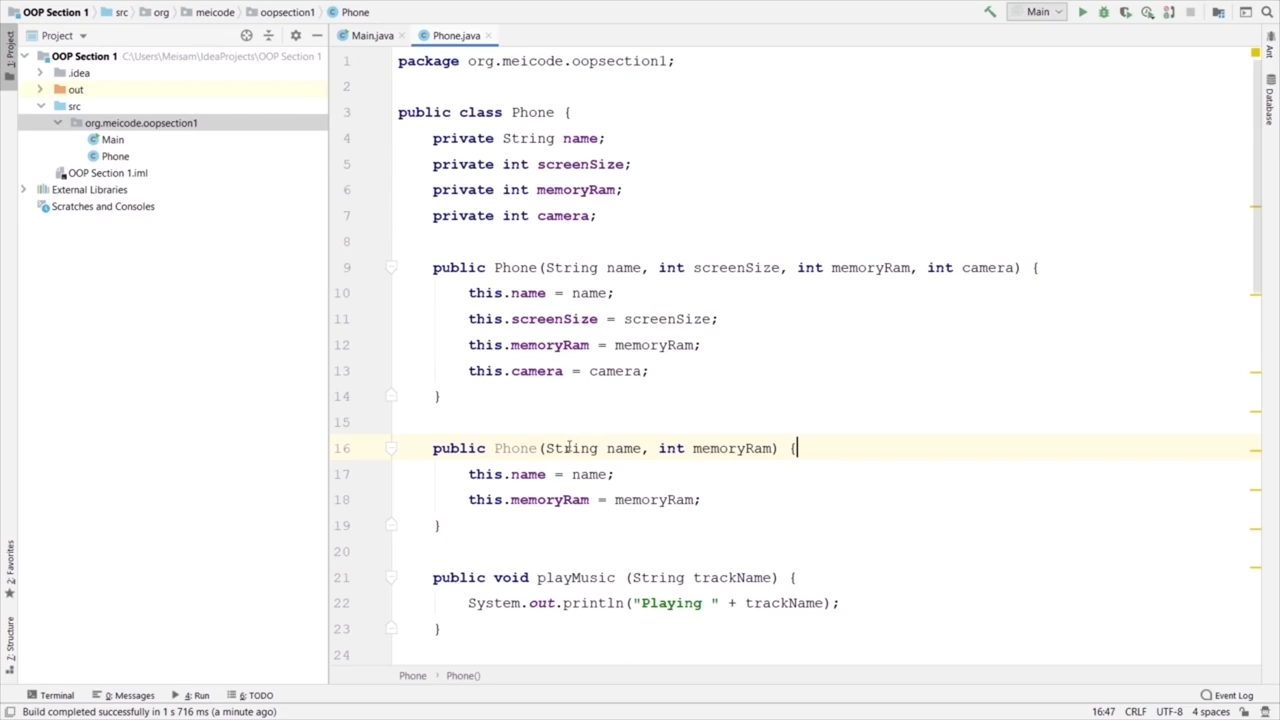 OOP Section 1 src org meicode oopsection1 Phone Main
1: Project
Project
Main.java Phone.java
OOP Section 1 C:\Users\Meisam\IdeaProjects\OOP Section 1
.idea
out
src
org.meicode.oopsection1
Main
Phone
OOP Section 1.iml
External Libraries
Scratches and Consoles
1 package org.meicode.oopsection1;
2
3 public class Phone {
4 private String name;
5 private int screenSize;
6 private int memoryRam;
7 private int camera;
8
9 public Phone(String name, int screenSize, int memoryRam, int camera) {
10 this.name = name;
11 this.screenSize = screenSize;
12 this.memoryRam = memoryRam;
13 this.camera = camera;
14 }
15
16 public Phone(String name, int memoryRam) {
17 this.name = name;
18 this.memoryRam = memoryRam;
19 }
20
21 public void playMusic (String trackName) {
22 System.out.println("Playing " + trackName);
23 }
24
Phone › Phone()
Ant
Database
2: Favorites
7: Structure
Terminal 0: Messages 4: Run 6: TODO Event Log
Build completed successfully in 1 s 716 ms (a minute ago) 16:47 CRLF UTF-8 4 spaces